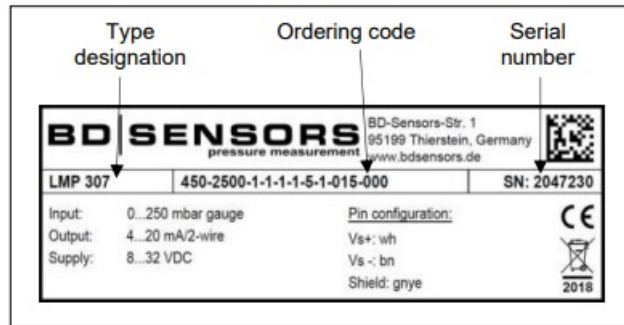 Type designation
Ordering code
Serial number
BD|SENSORS
pressure measurement
BD-Sensors-Str. 1
95199 Thierstein, Germany
www.bdsensors.de
LMP 307 450-2500-1-1-1-1-5-1-015-000 SN: 2047230
Input: 0...250 mbar gauge
Output: 4...20 mA/2-wire
Supply: 8...32 VDC
Pin configuration:
Vs+: wh
Vs -: bn
Shield: gnye
CE
2018